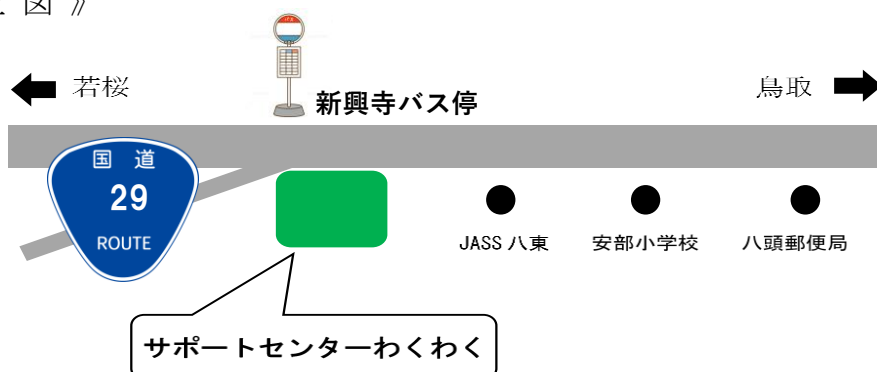 図 》
若桜
新興寺バス停
鳥取
国 道
29
ROUTE
JASS 八東
安部小学校
八頭郵便局
サポートセンターわくわく